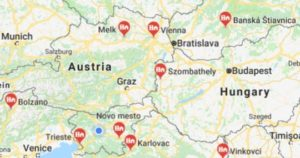 Banská Štiavnica
Munich
Melk
Vienna
Bratislava
Salzburg
Austria
Szombathely
Budapest
Graz
Hungary
Bolzano
Novo mesto
Trieste
Karlovac
Venice
Vinkovci